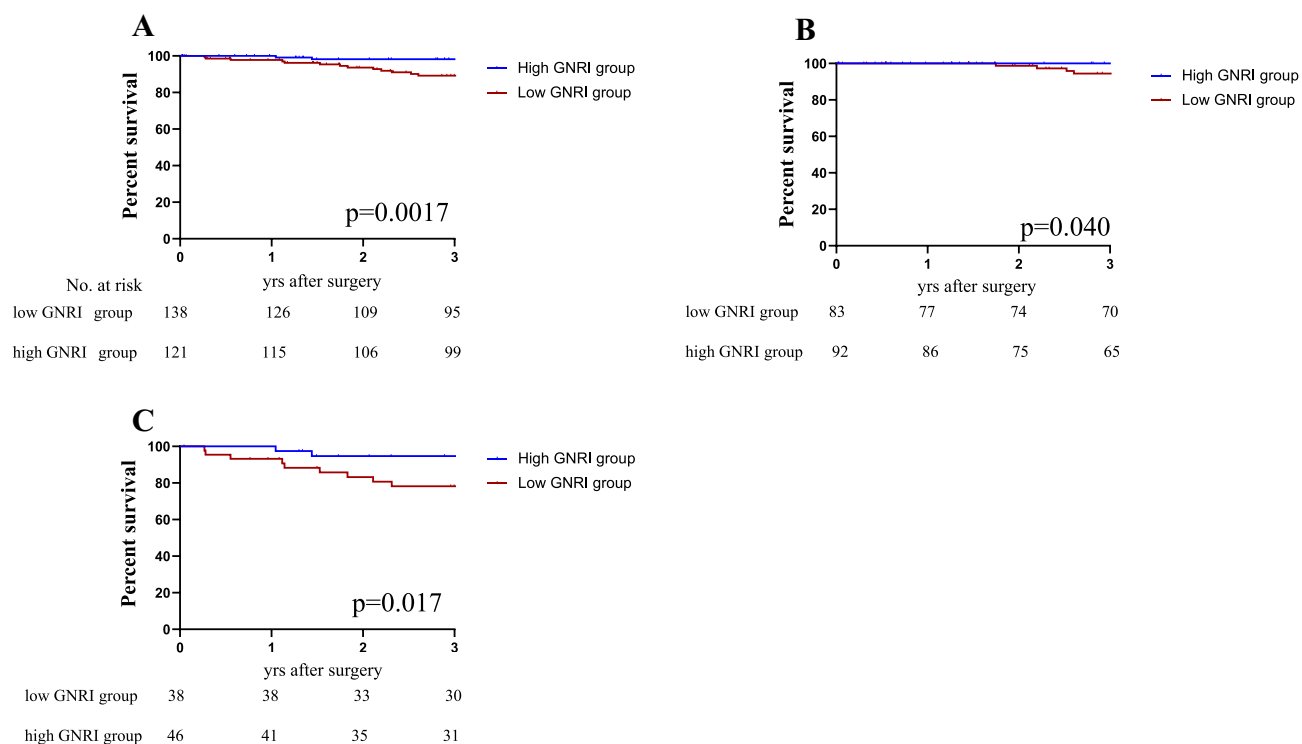 A
Percent survival
100
80
60
40
20
0
0 1 2 3
yrs after surgery
p=0.0017
High GNRI group
Low GNRI group
No. at risk
low GNRI group 138 126 109 95
high GNRI group 121 115 106 99
B
Percent survival
100
80
60
40
20
0
0 1 2 3
yrs after surgery
p=0.040
High GNRI group
Low GNRI group
low GNRI group 83 77 74 70
high GNRI group 92 86 75 65
C
Percent survival
100
80
60
40
20
0
0 1 2 3
yrs after surgery
p=0.017
High GNRI group
Low GNRI group
low GNRI group 38 38 33 30
high GNRI group 46 41 35 31